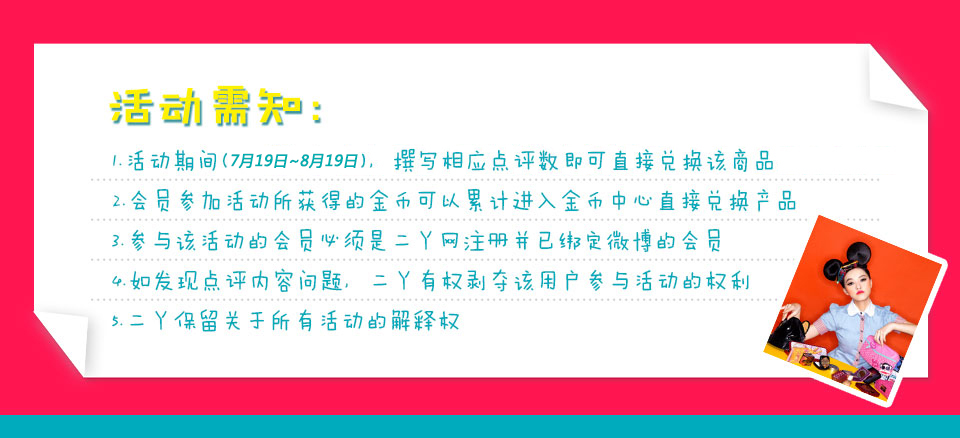 活动需知：
1.活动期间(7月19日~8月19日)，撰写相应点评数即可直接兑换该商品
2.会员参加活动所获得的金币可以累计进入金币中心直接兑换产品
3.参与该活动的会员必须是二丫网注册并已绑定微博的会员
4.如发现点评内容问题，二丫有权剥夺该用户参与活动的权利
5.二丫保留关于所有活动的解释权